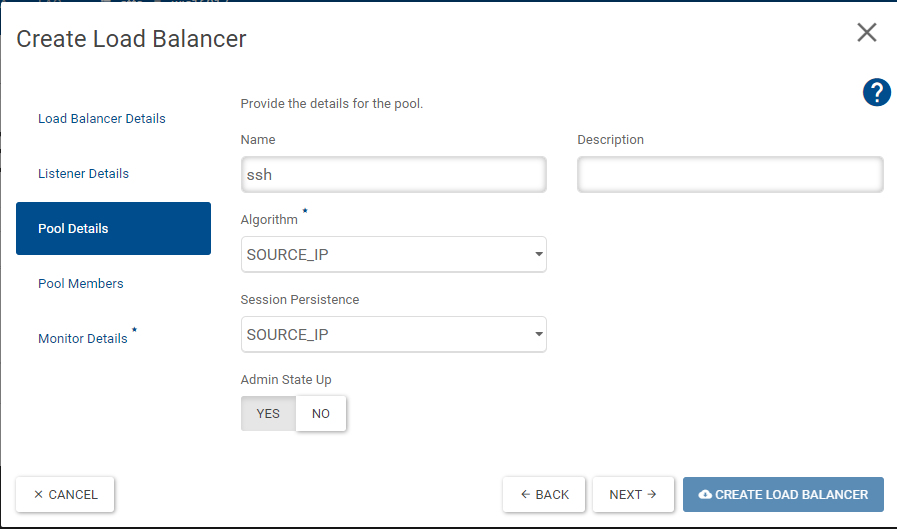 Create Load Balancer
Load Balancer Details
Listener Details
Pool Details
Pool Members
Monitor Details *
Provide the details for the pool.
Name
ssh
Description
Algorithm *
SOURCE_IP
Session Persistence
SOURCE_IP
Admin State Up
YES NO
CANCEL
BACK NEXT CREATE LOAD BALANCER